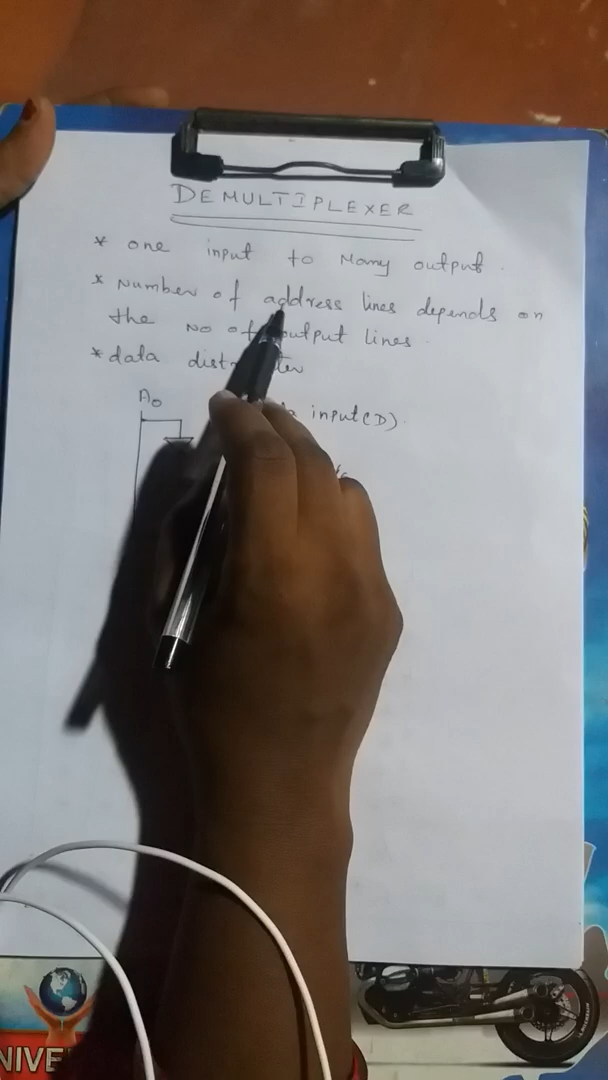 DEMULTIPLEXER
* one input to Many output.
* Number of address lines depends on
the No of output lines.
* data
A0
input(D).
NIVE